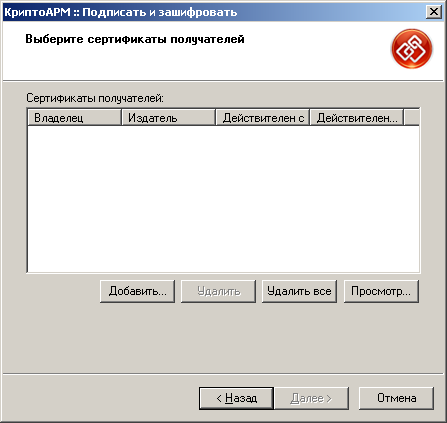 КриптоАРМ :: Подписать и зашифровать
Выберите сертификаты получателей
Сертификаты получателей:
Владелец Издатель Действителен с Действителен...
Добавить... Удалить Удалить все Просмотр...
< Назад Далее > Отмена